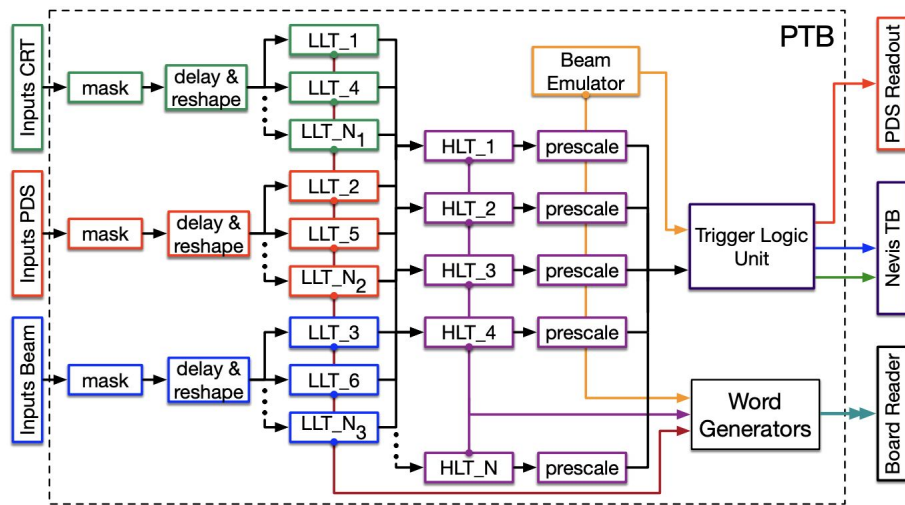 PTB
Inputs CRT
mask
delay &
reshape
LLT_1
LLT_4
LLT_N1
Inputs PDS
mask
delay &
reshape
LLT_2
LLT_5
LLT_N2
Inputs Beam
mask
delay &
reshape
LLT_3
LLT_6
LLT_N3
HLT_1
prescale
HLT_2
prescale
HLT_3
prescale
HLT_4
prescale
HLT_N
prescale
Beam
Emulator
Trigger Logic
Unit
Word
Generators
PDS Readout
Nevis TB
Board Reader